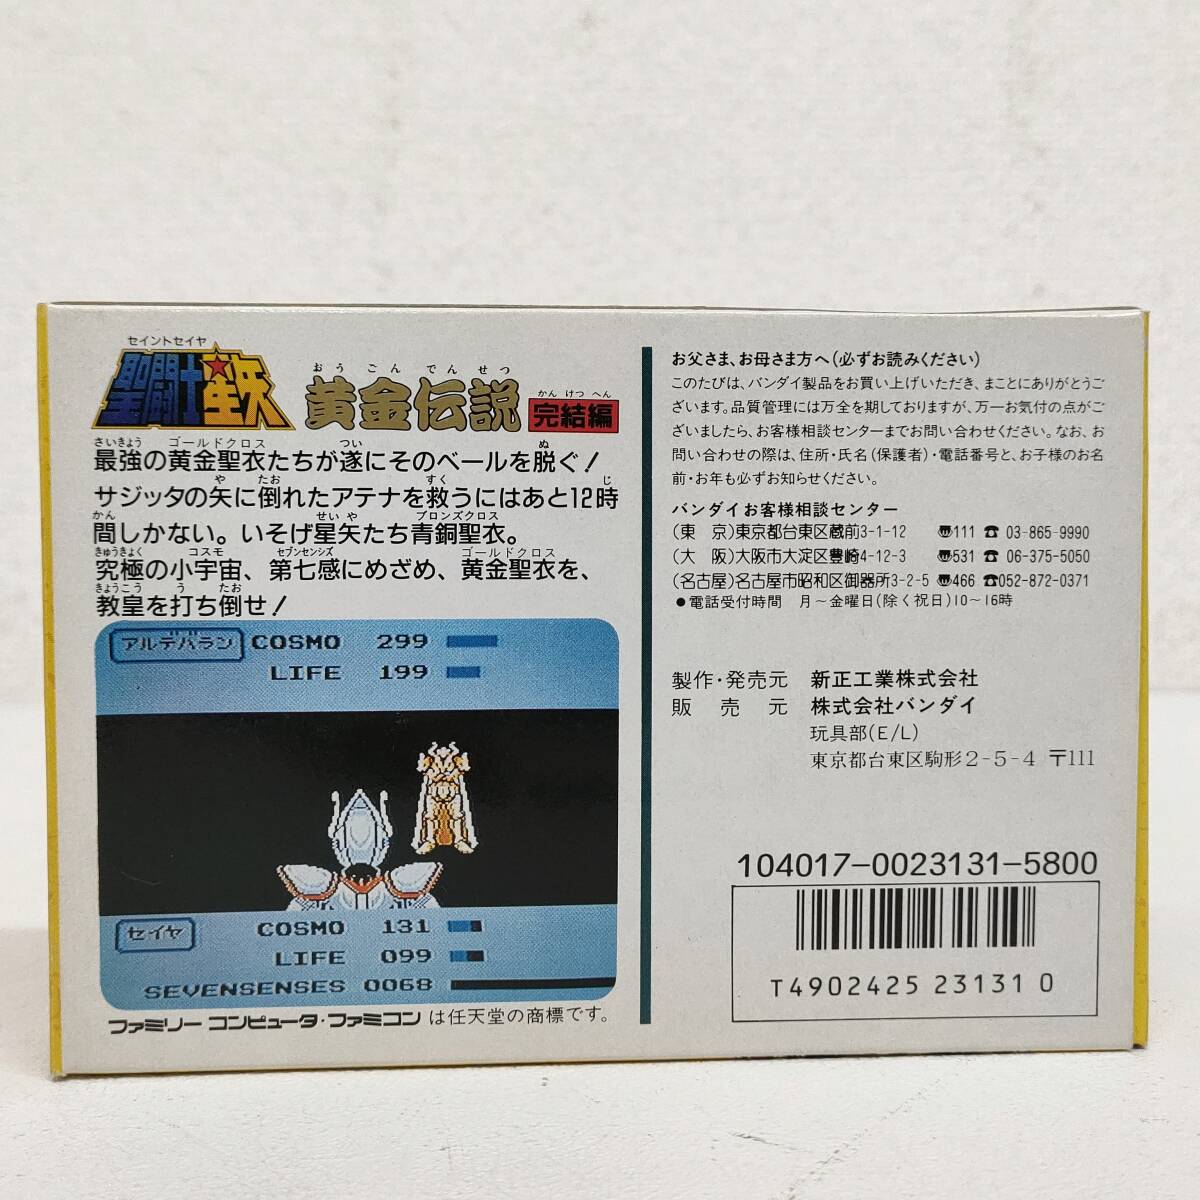 セイントセイヤ
聖闘士星矢
おうごんでんせつ
黄金伝説
かんけつへん
完結編
さいきょう ゴールドクロス つい ぬ
最強の黄金聖衣たちが遂にそのベールを脱ぐ!
や たお すく じ
サジッタの矢に倒れたアテナを救うにはあと12時
かん せいや ブロンズクロス
間しかない。いそげ星矢たち青銅聖衣。
きゅうきょく コスモ セブンセンシズ ゴールドクロス
究極の小宇宙、第七感にめざめ、黄金聖衣を、
きょうこう う たお
教皇を打ち倒せ!
アルデバラン COSMO 299
LIFE 199
セイヤ COSMO 131
LIFE 099
SEVENSENSES 0068
ファミリーコンピュータ・ファミコンは任天堂の商標です。
お父さま、お母さま方へ(必ずお読みください)
このたびは、バンダイ製品をお買い上げいただき、まことにありがとうご
ざいます。品質管理には万全を期しておりますが、万一お気付の点がご
ざいましたら、お客様相談センターまでお問い合わせください。なお、お
問い合わせの際は、住所・氏名(保護者)・電話番号と、お子様のお名
前・お年も必ずお知らせください。
バンダイお客様相談センター
(東 京)東京都台東区蔵前3-1-12 〠111 ☎ 03-865-9990
(大 阪)大阪市大淀区豊崎4-12-3 〠531 ☎ 06-375-5050
(名古屋)名古屋市昭和区御器所3-2-5 〠466 ☎052-872-0371
●電話受付時間 月〜金曜日(除く祝日)10〜16時
製作・発売元 新正工業株式会社
販売元 株式会社バンダイ
玩具部(E/L)
東京都台東区駒形2-5-4 〒111
104017-0023131-5800
T4902425 23131 0